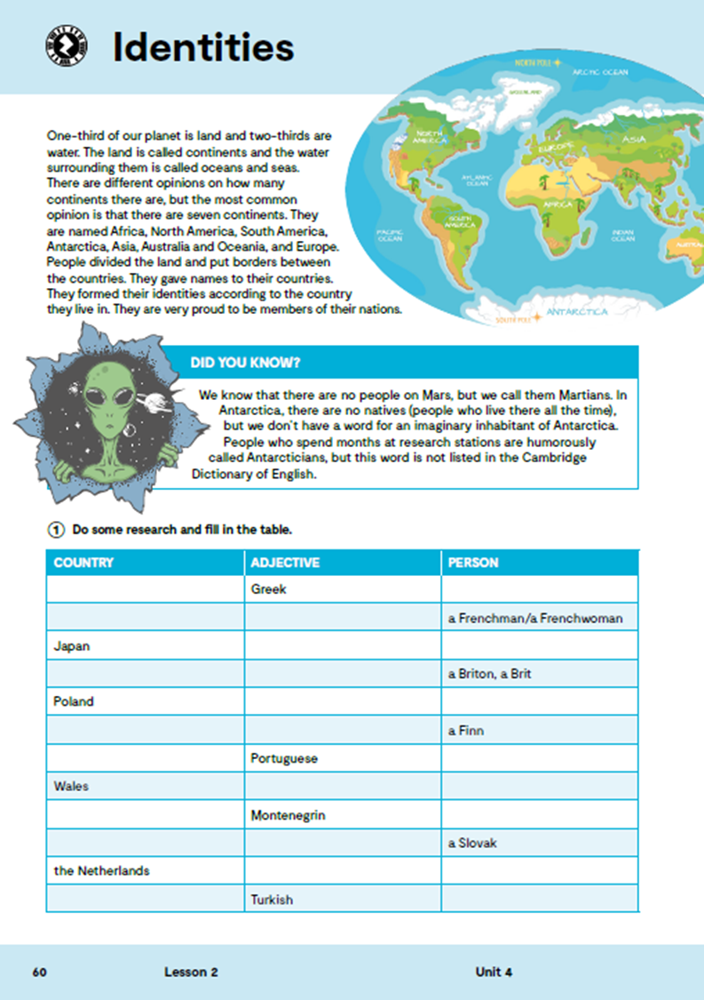 Identities
NORTH POLE
ARCTIC OCEAN
GREENLAND
NORTH
AMERICA
EUROPE
ASIA
ATLANTIC
OCEAN
AFRICA
SOUTH
AMERICA
PACIFIC
OCEAN
INDIAN
OCEAN
AUSTRAL
SOUTH POLE
ANTARCTICA
One-third of our planet is land and two-thirds are
water. The land is called continents and the water
surrounding them is called oceans and seas.
There are different opinions on how many
continents there are, but the most common
opinion is that there are seven continents. They
are named Africa, North America, South America,
Antarctica, Asia, Australia and Oceania, and Europe.
People divided the land and put borders between
the countries. They gave names to their countries.
They formed their identities according to the country
they live in. They are very proud to be members of their nations.
DID YOU KNOW?
We know that there are no people on Mars, but we call them Martians. In
Antarctica, there are no natives (people who live there all the time),
but we don't have a word for an imaginary inhabitant of Antarctica.
People who spend months at research stations are humorously
called Antarcticians, but this word is not listed in the Cambridge
Dictionary of English.
1 Do some research and fill in the table.
COUNTRY ADJECTIVE PERSON
Greek
a Frenchman/a Frenchwoman
Japan
a Briton, a Brit
Poland
a Finn
Portuguese
Wales
Montenegrin
a Slovak
the Netherlands
Turkish
60 Lesson 2 Unit 4